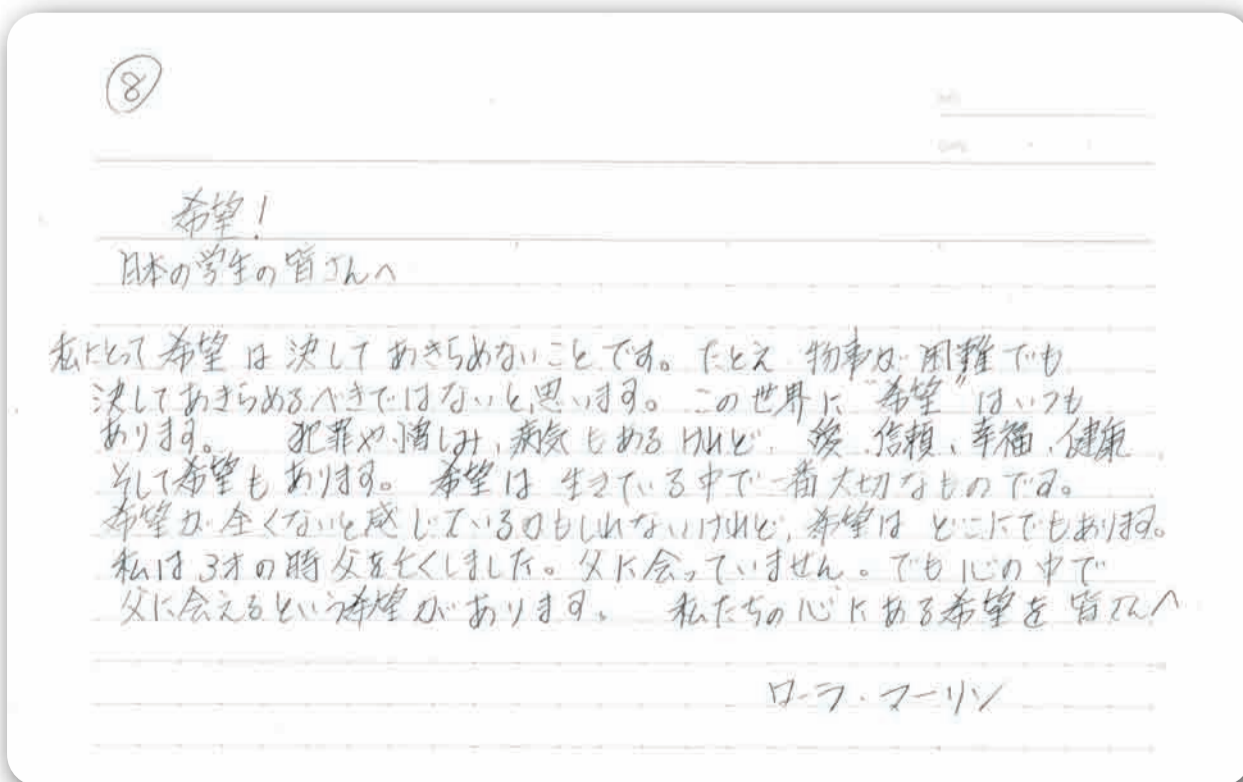 ⑧
希望!
日本の学生の皆さんへ
私にとって希望は決してあきらめないことです。たとえ物事が困難でも
決してあきらめるべきではないと思います。この世界に"希望"はいつも
あります。 犯罪や憎しみ、病気もあるけれど、 信頼、幸福、健康
そして希望もあります。希望は生きている中で一番大切なものです。
希望が全くないと感じているかもしれないけれど、希望はどこにでもあります。
私は3才の時父を亡くしました。父に会っていません。でも心の中で
父に会えるという希望があります。 私たちの心にある希望を皆さんへ
ローラ・マーリン